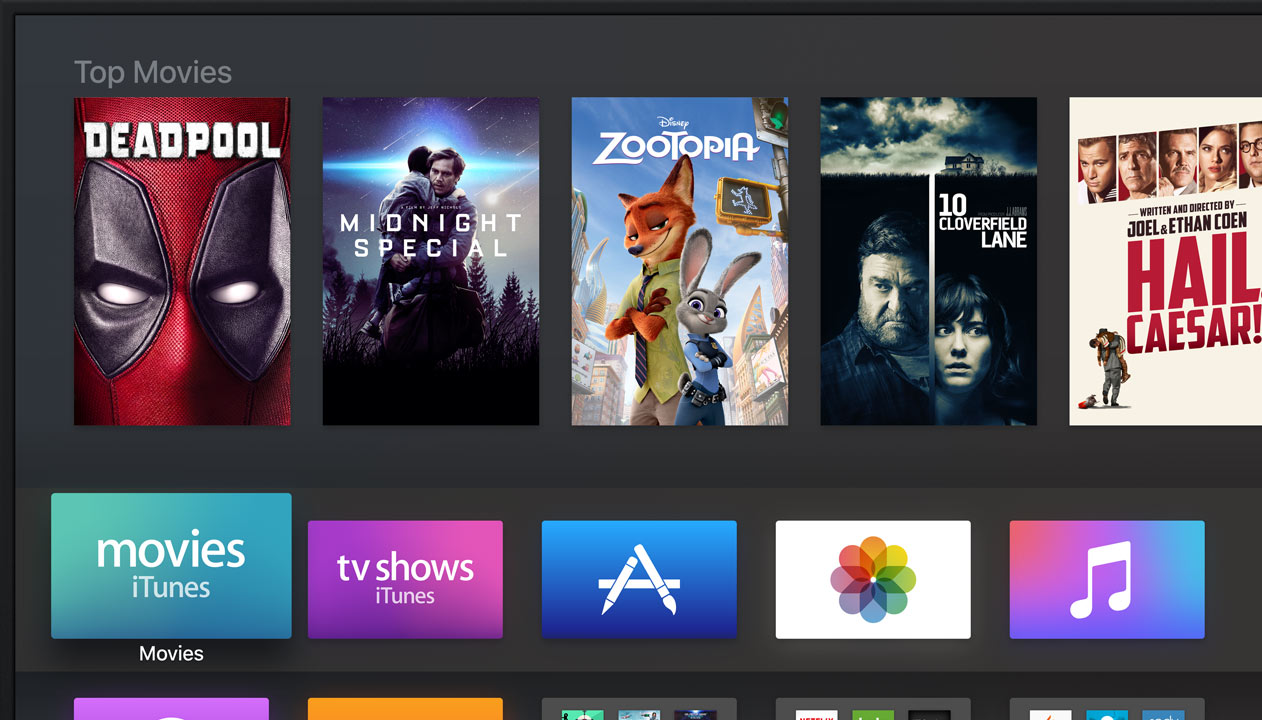 Top Movies
DEADPOOL
A FILM BY JEFF NICHOLS
MIDNIGHT
SPECIAL
Disney
ZOOTOPIA
10
CLOVERFIELD
LANE
WRITTEN AND DIRECTED BY
JOEL & ETHAN COEN
HAIL,
CAESAR!
movies
iTunes
tv shows
iTunes
Movies
NETFLIX